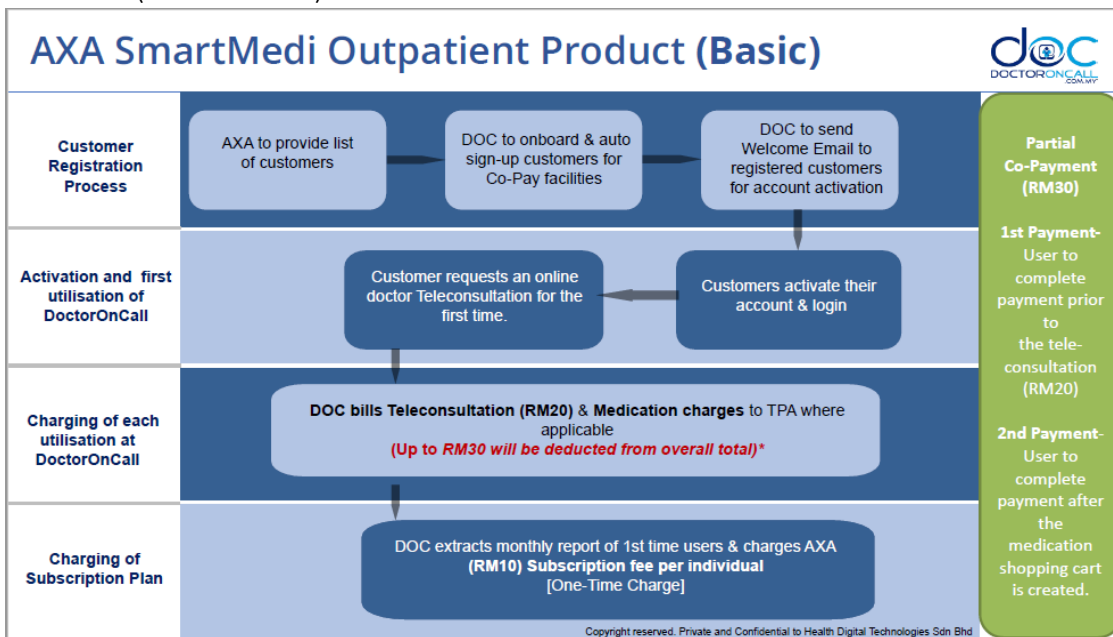 AXA SmartMedi Outpatient Product (Basic)
doc
DOCTORONCALL
.COM.MY
Customer
Registration
Process
AXA to provide list
of customers
DOC to onboard & auto
sign-up customers for
Co-Pay facilities
DOC to send
Welcome Email to
registered customers
for account activation
Activation and first
utilisation of
DoctorOnCall
Customer requests an online
doctor Teleconsultation for the
first time.
Customers activate their
account & login
Charging of each
utilisation at
DoctorOnCall
DOC bills Teleconsultation (RM20) & Medication charges to TPA where
applicable
(Up to RM30 will be deducted from overall total)*
Charging of
Subscription Plan
DOC extracts monthly report of 1st time users & charges AXA
(RM10) Subscription fee per individual
[One-Time Charge]
Partial
Co-Payment
(RM30)
1st Payment-
User to
complete
payment prior
to
the tele-
consultation
(RM20)
2nd Payment-
User to
complete
payment after
the
medication
shopping cart
is created.
Copyright reserved. Private and Confidential to Health Digital Technologies Sdn Bhd